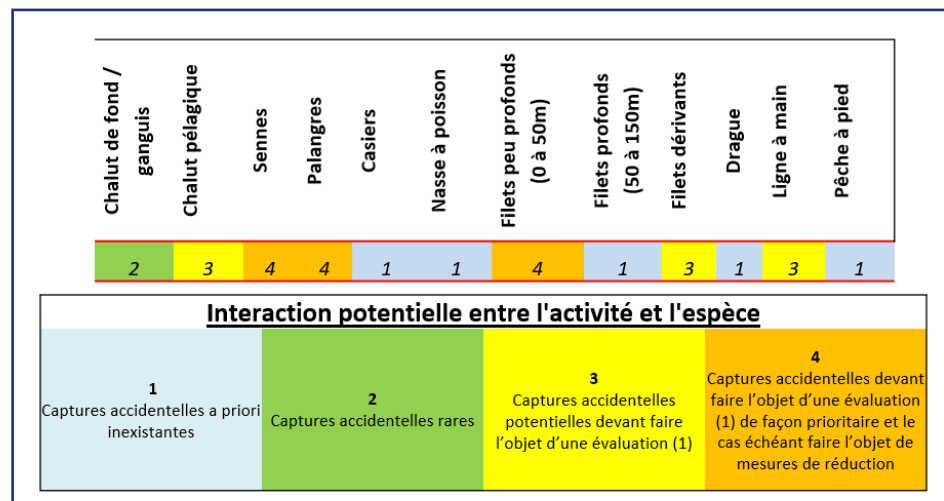 Chalut de fond /
ganguis
Chalut pélagique
Sennes
Palangres
Casiers
Nasse à poisson
Filets peu profonds
(0 à 50m)
Filets profonds
(50 à 150m)
Filets dérivants
Drague
Ligne à main
Pêche à pied
2 3 4 4 1 1 4 1 3 1 3 1
Interaction potentielle entre l'activité et l'espèce
1
Captures accidentelles a priori
inexistantes
2
Captures accidentelles rares
3
Captures accidentelles
potentielles devant faire
l'objet d'une évaluation (1)
4
Captures accidentelles devant
faire l'objet d'une évaluation
(1) de façon prioritaire et le
cas échéant faire l'objet de
mesures de réduction